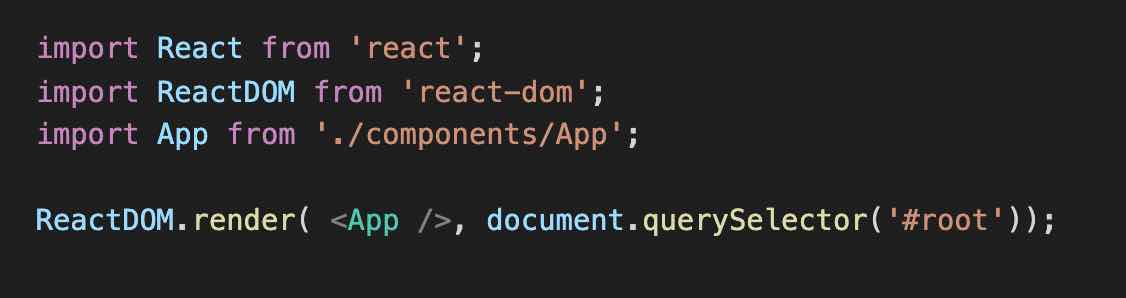 import React from 'react';
import ReactDOM from 'react-dom';
import App from './components/App';
ReactDOM.render( <App />, document.querySelector('#root'));